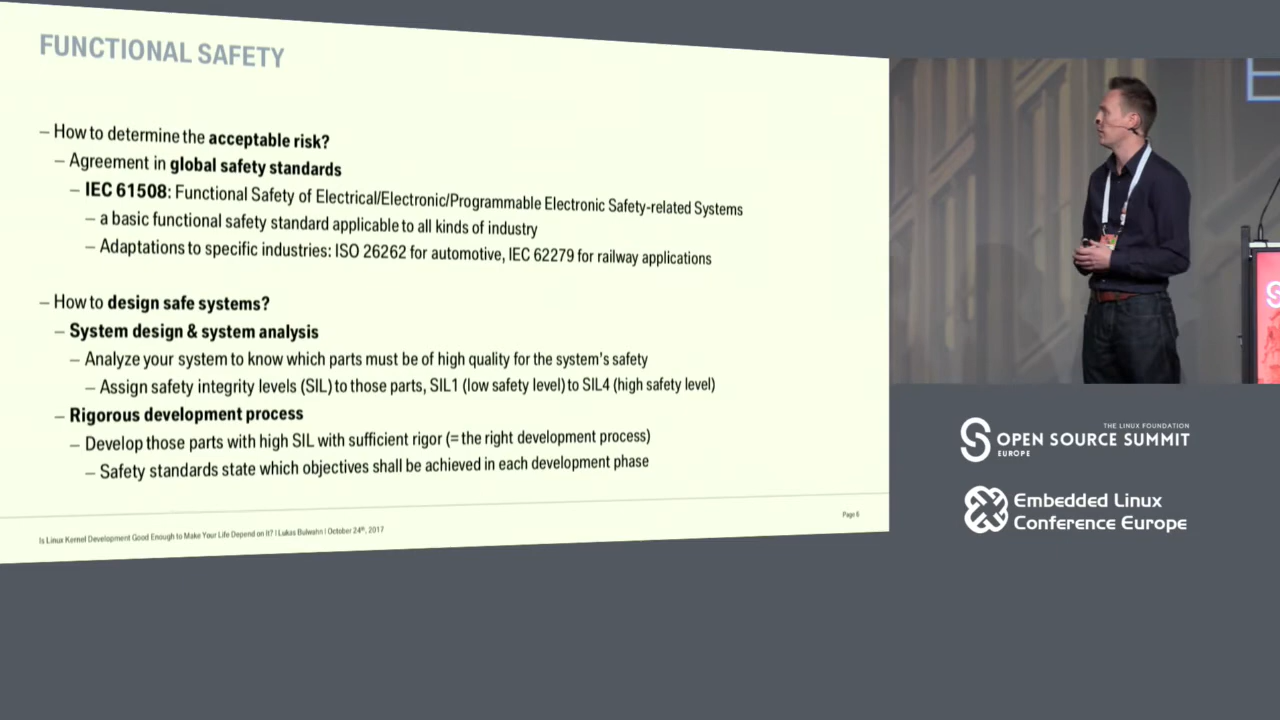 FUNCTIONAL SAFETY
– How to determine the acceptable risk?
– Agreement in global safety standards
– IEC 61508: Functional Safety of Electrical/Electronic/Programmable Electronic Safety-related Systems
– a basic functional safety standard applicable to all kinds of industry
– Adaptations to specific industries: ISO 26262 for automotive, IEC 62279 for railway applications
– How to design safe systems?
– System design & system analysis
– Analyze your system to know which parts must be of high quality for the system's safety
– Assign safety integrity levels (SIL) to those parts, SIL1 (low safety level) to SIL4 (high safety level)
– Rigorous development process
– Develop those parts with high SIL with sufficient rigor (= the right development process)
– Safety standards state which objectives shall be achieved in each development phase
Is Linux Kernel Development Good Enough to Make Your Life Depend on It? | Lukas Bulwahn | October 24th, 2017
Page 6
THE LINUX FOUNDATION
OPEN SOURCE SUMMIT
EUROPE
Embedded Linux
Conference Europe